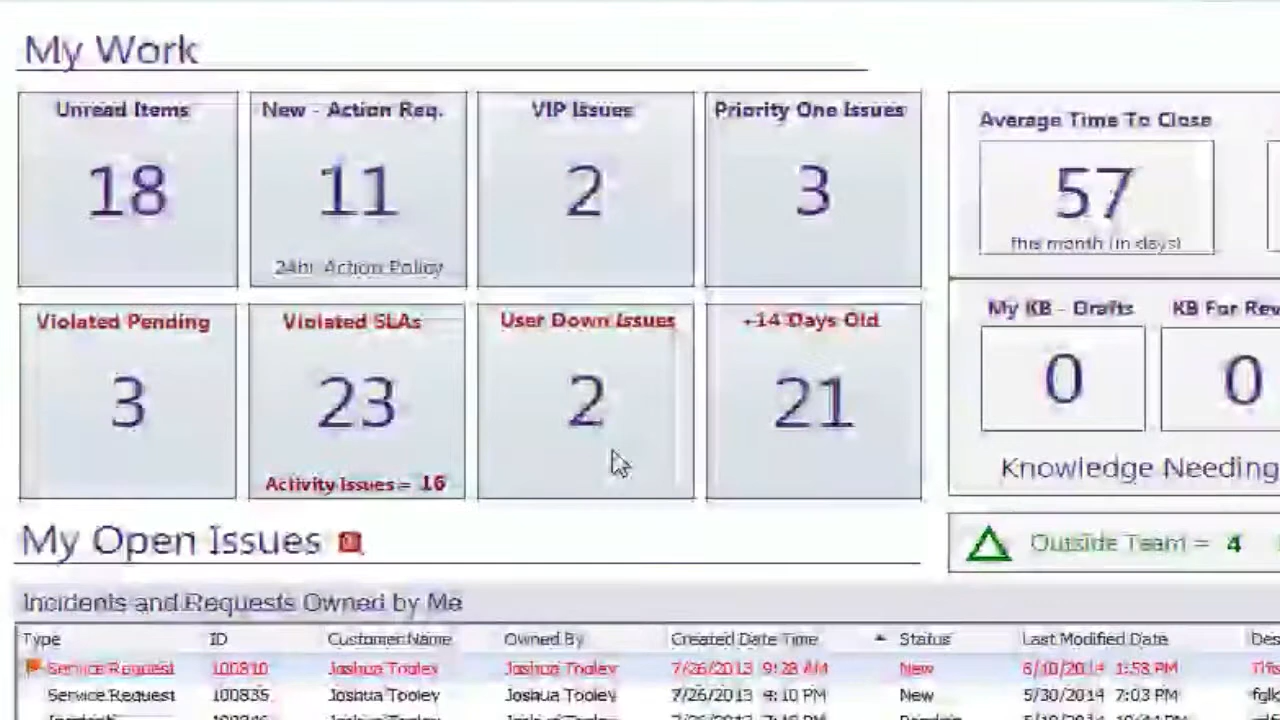 My Work
Unread Items
18
New - Action Req.
11
24hr Action Policy
VIP Issues
2
Priority One Issues
3
Average Time To Close
57
this month (in days)
Violated Pending
3
Violated SLAs
23
Activity Issues = 16
User Down Issues
2
+14 Days Old
21
My KB - Drafts
0
KB For Rev
0
Knowledge Needing
My Open Issues
Outside Team = 4
Incidents and Requests Owned by Me
Type ID Customer Name Owned By Created Date Time Status Last Modified Date Des
Service Request 100810 Joshua Tooley Joshua Tooley 7/26/2013 9:28 AM New 6/10/2014 1:53 PM This
Service Request 100835 Joshua Tooley Joshua Tooley 7/26/2013 4:10 PM New 5/30/2014 7:03 PM